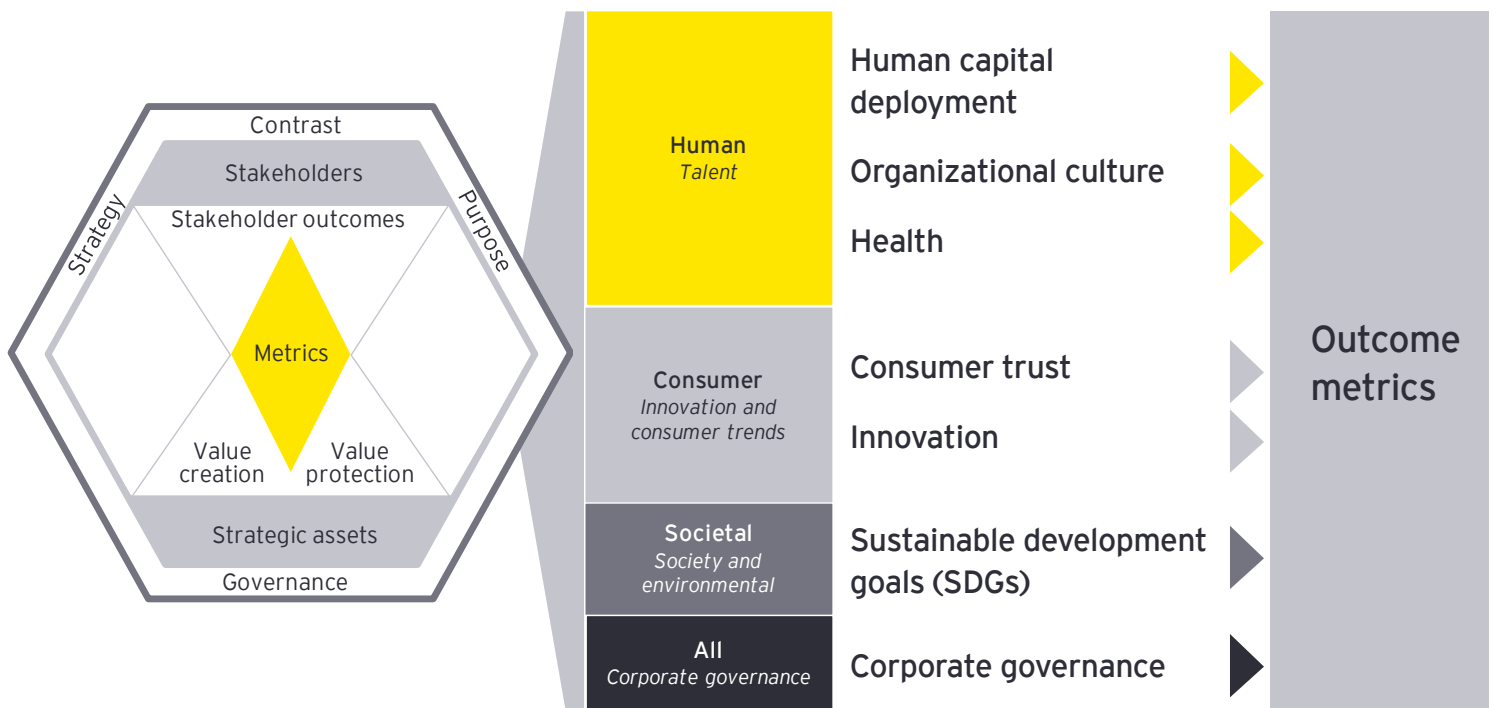 Contrast
Stakeholders
Strategy
Purpose
Stakeholder outcomes
Metrics
Value
creation
Value
protection
Strategic assets
Governance
Human
Talent
Human capital
deployment
Organizational culture
Health
Consumer
Innovation and
consumer trends
Consumer trust
Innovation
Societal
Society and
environmental
Sustainable development
goals (SDGs)
All
Corporate governance
Corporate governance
Outcome
metrics